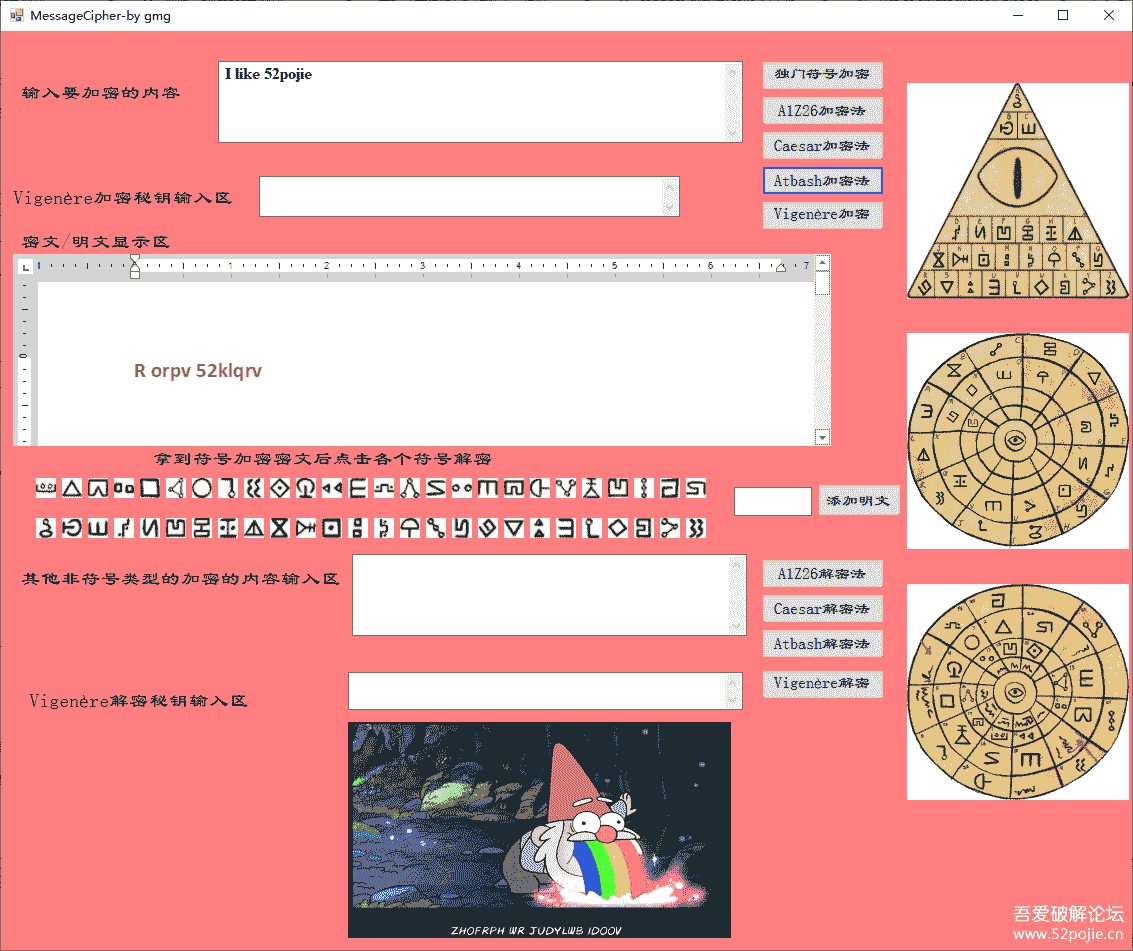 MessageCipher-by gmg
I like 52pojie
独门符号加密
输入要加密的内容
A1Z26加密法
Caesar加密法
Atbash加密法
Vigenère加密秘钥输入区
Vigenère加密
密文/明文显示区
1 1 2 3 4 5 6 7
R orpv 52klqrv
拿到符号加密密文后点击各个符号解密
添加明文
其他非符号类型的加密的内容输入区
A1Z26解密法
Caesar解密法
Atbash解密法
Vigenère解密
Vigenère解密秘钥输入区
ZHOFRPH WR JUDYLWB IDOOV
吾爱破解论坛
www.52pojie.cn